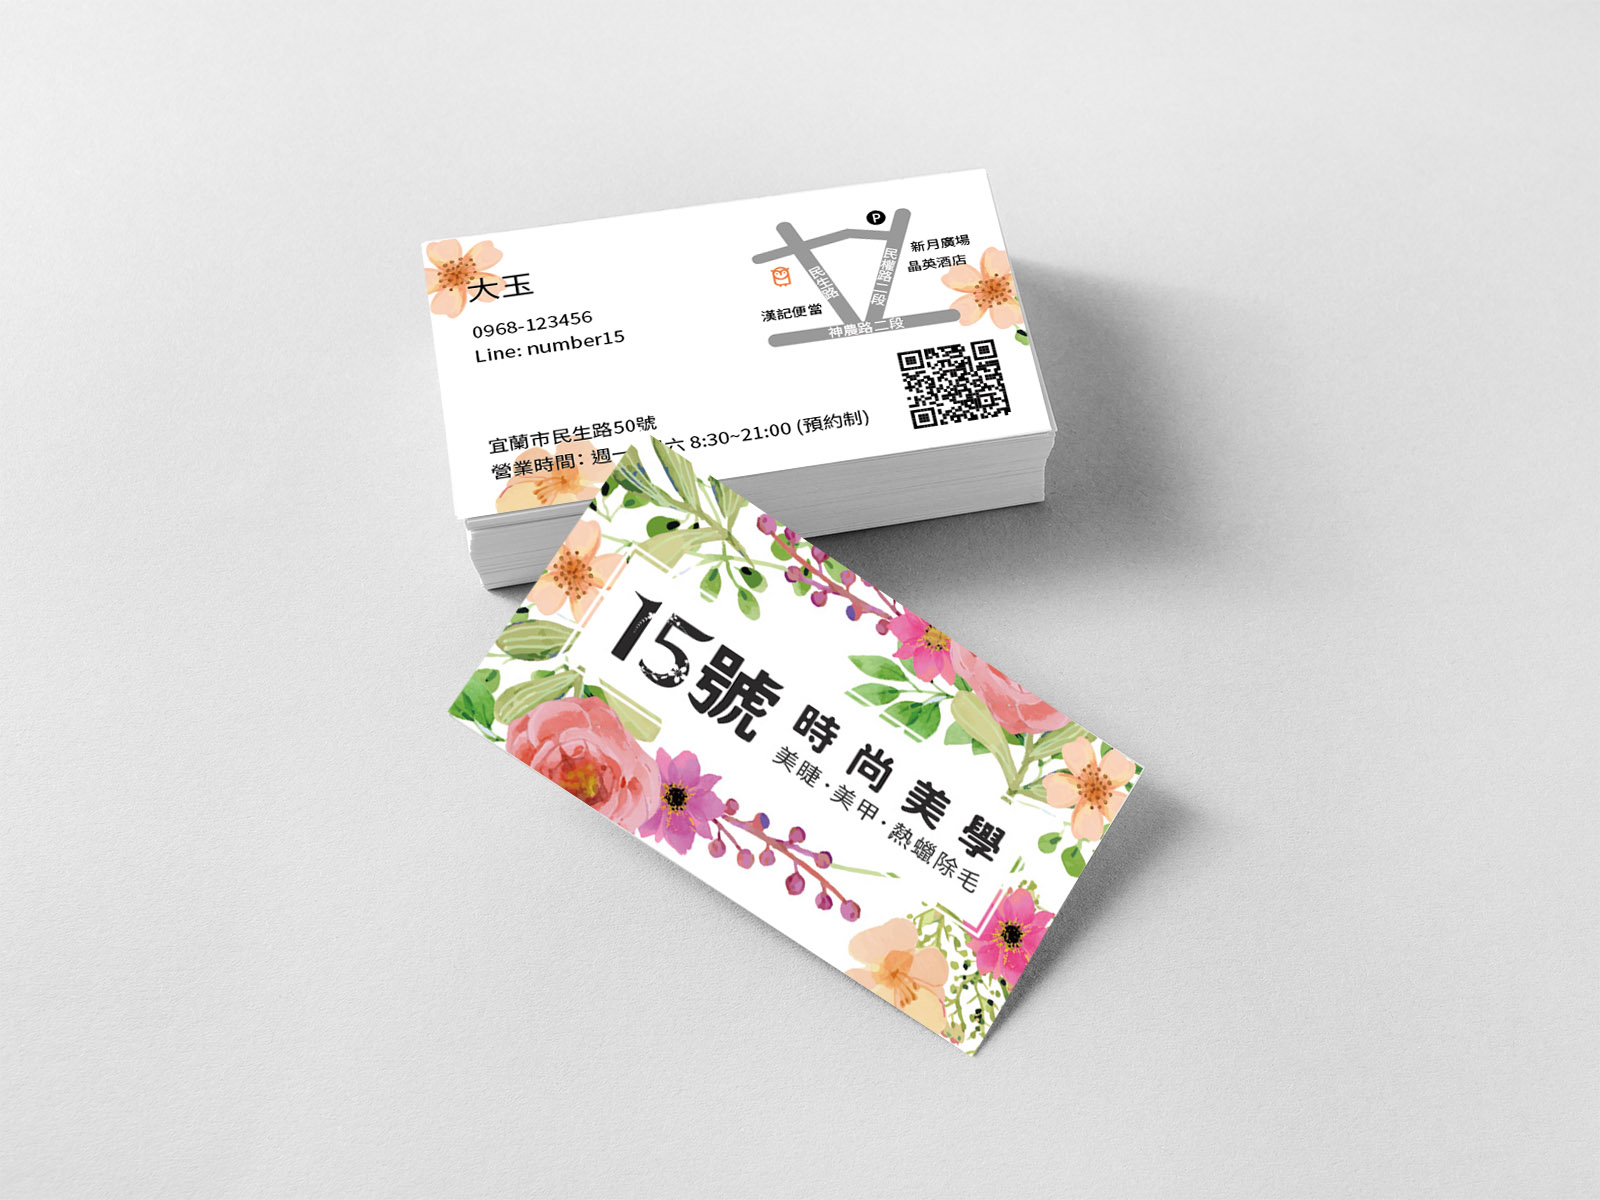 大玉
0968-123456
Line: number15
宜蘭市民生路50號
營業時間：週一 六 8:30~21:00 (預約制)
P
新月廣場
晶英酒店
民權路二段
民生路
漢記便當
神農路二段
15號 時尚美學
美睫·美甲·熱蠟除毛